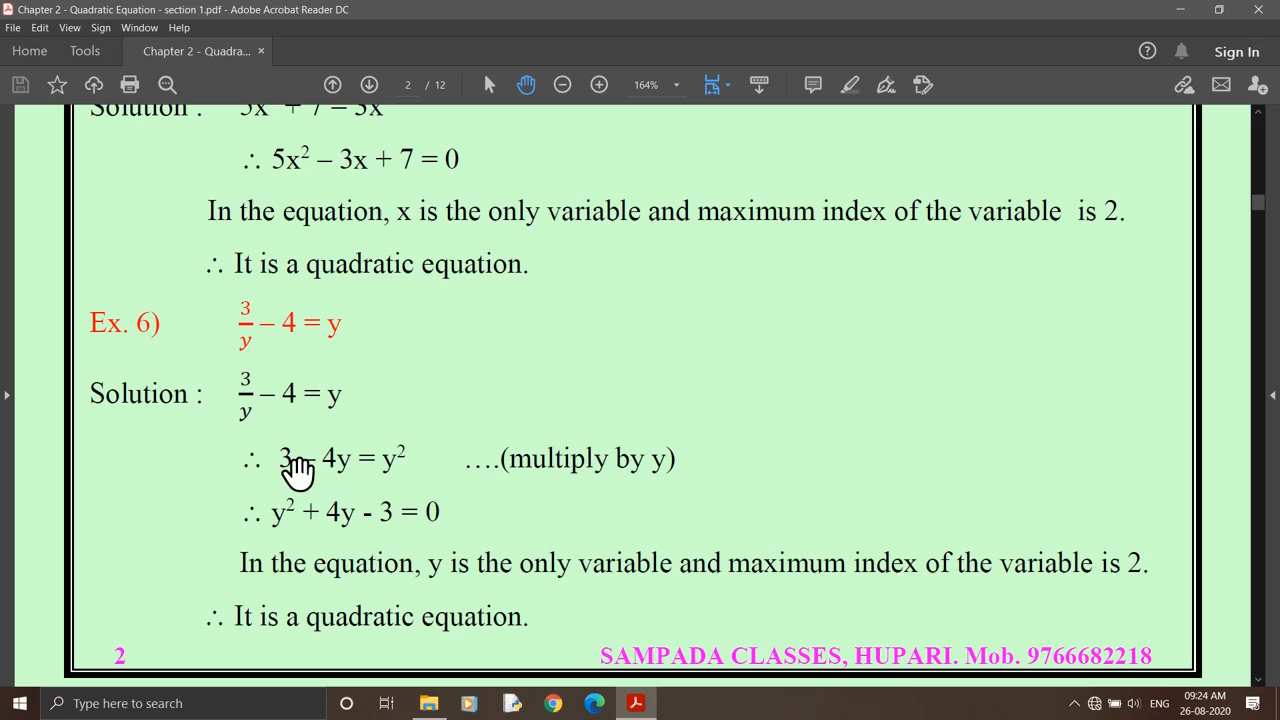 Chapter 2 - Quadratic Equation - section 1.pdf - Adobe Acrobat Reader DC
File Edit View Sign Window Help
Home Tools Chapter 2 - Quadra... × Sign In
2 / 12 164%
Solution : 5x² + 7 = 3x
∴ 5x² – 3x + 7 = 0
In the equation, x is the only variable and maximum index of the variable is 2.
∴ It is a quadratic equation.
Ex. 6) 3/y – 4 = y
Solution : 3/y – 4 = y
∴ 3 – 4y = y² ….(multiply by y)
∴ y² + 4y - 3 = 0
In the equation, y is the only variable and maximum index of the variable is 2.
∴ It is a quadratic equation.
2 SAMPADA CLASSES, HUPARI. Mob. 9766682218
Type here to search ENG 09:24 AM
26-08-2020